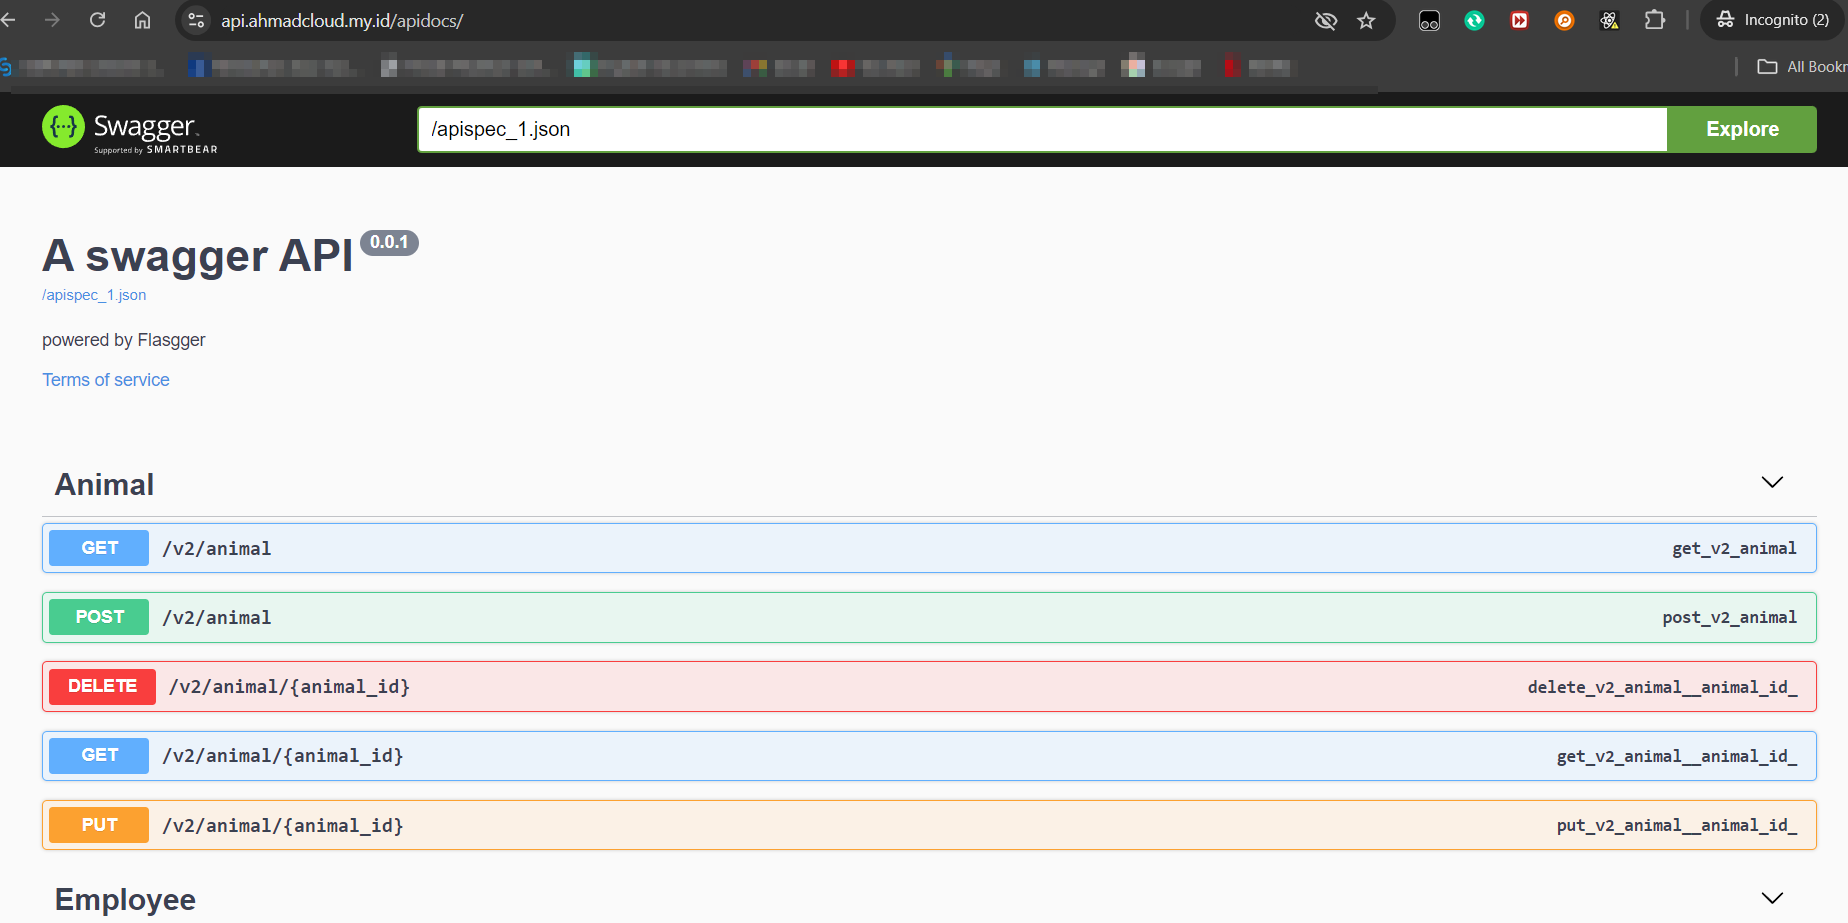 api.ahmadcloud.my.id/apidocs/
Incognito (2)
All Bookr
Swagger
Supported by SMARTBEAR
/apispec_1.json
Explore
A swagger API 0.0.1
/apispec_1.json
powered by Flasgger
Terms of service
Animal
GET /v2/animal get_v2_animal
POST /v2/animal post_v2_animal
DELETE /v2/animal/{animal_id} delete_v2_animal__animal_id_
GET /v2/animal/{animal_id} get_v2_animal__animal_id_
PUT /v2/animal/{animal_id} put_v2_animal__animal_id_
Employee